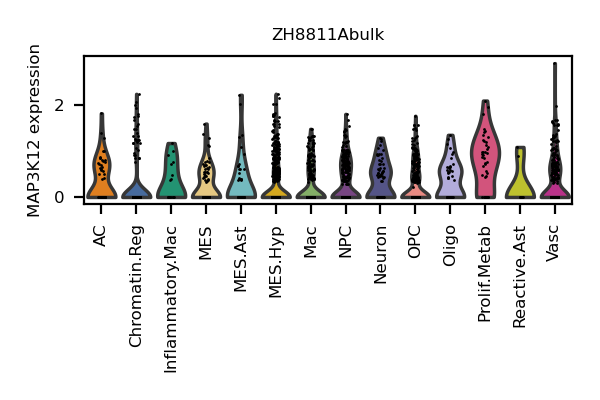 ZH8811Abulk
MAP3K12 expression
2
0
AC
Chromatin.Reg
Inflammatory.Mac
MES
MES.Ast
MES.Hyp
Mac
NPC
Neuron
OPC
Oligo
Prolif.Metab
Reactive.Ast
Vasc